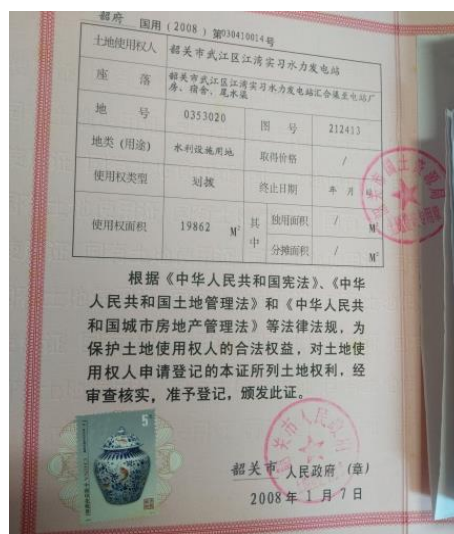 韶府 国用（2008）第030410014号
土地使用权人 韶关市武江区江湾实习水力发电站
座 落 韶关市武江区江湾实习水力发电站汇合渠至电站厂
房、宿舍、尾水渠
地 号 0353020 图 号 212413
地类（用途） 水利设施用地 取得价格 /
使用权类型 划拨 终止日期 年 月
使用权面积 19862 M² 其中 独用面积 / M²
分摊面积 / M²
根据《中华人民共和国宪法》、《中华
人民共和国土地管理法》和《中华人民共
和国城市房地产管理法》等法律法规，为
保护土地使用权人的合法权益，对土地使
用权人申请登记的本证所列土地权利，经
审查核实，准予登记，颁发此证。
5
韶关市 人民政府（章）
2008 年 1 月 7 日